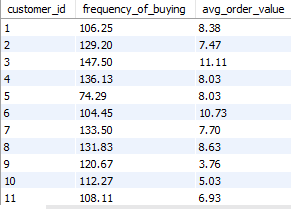 customer_id frequency_of_buying avg_order_value
1 106.25 8.38
2 129.20 7.47
3 147.50 11.11
4 136.13 8.03
5 74.29 8.03
6 104.45 10.73
7 133.50 7.70
8 131.83 8.63
9 120.67 3.76
10 112.27 5.03
11 108.11 6.93